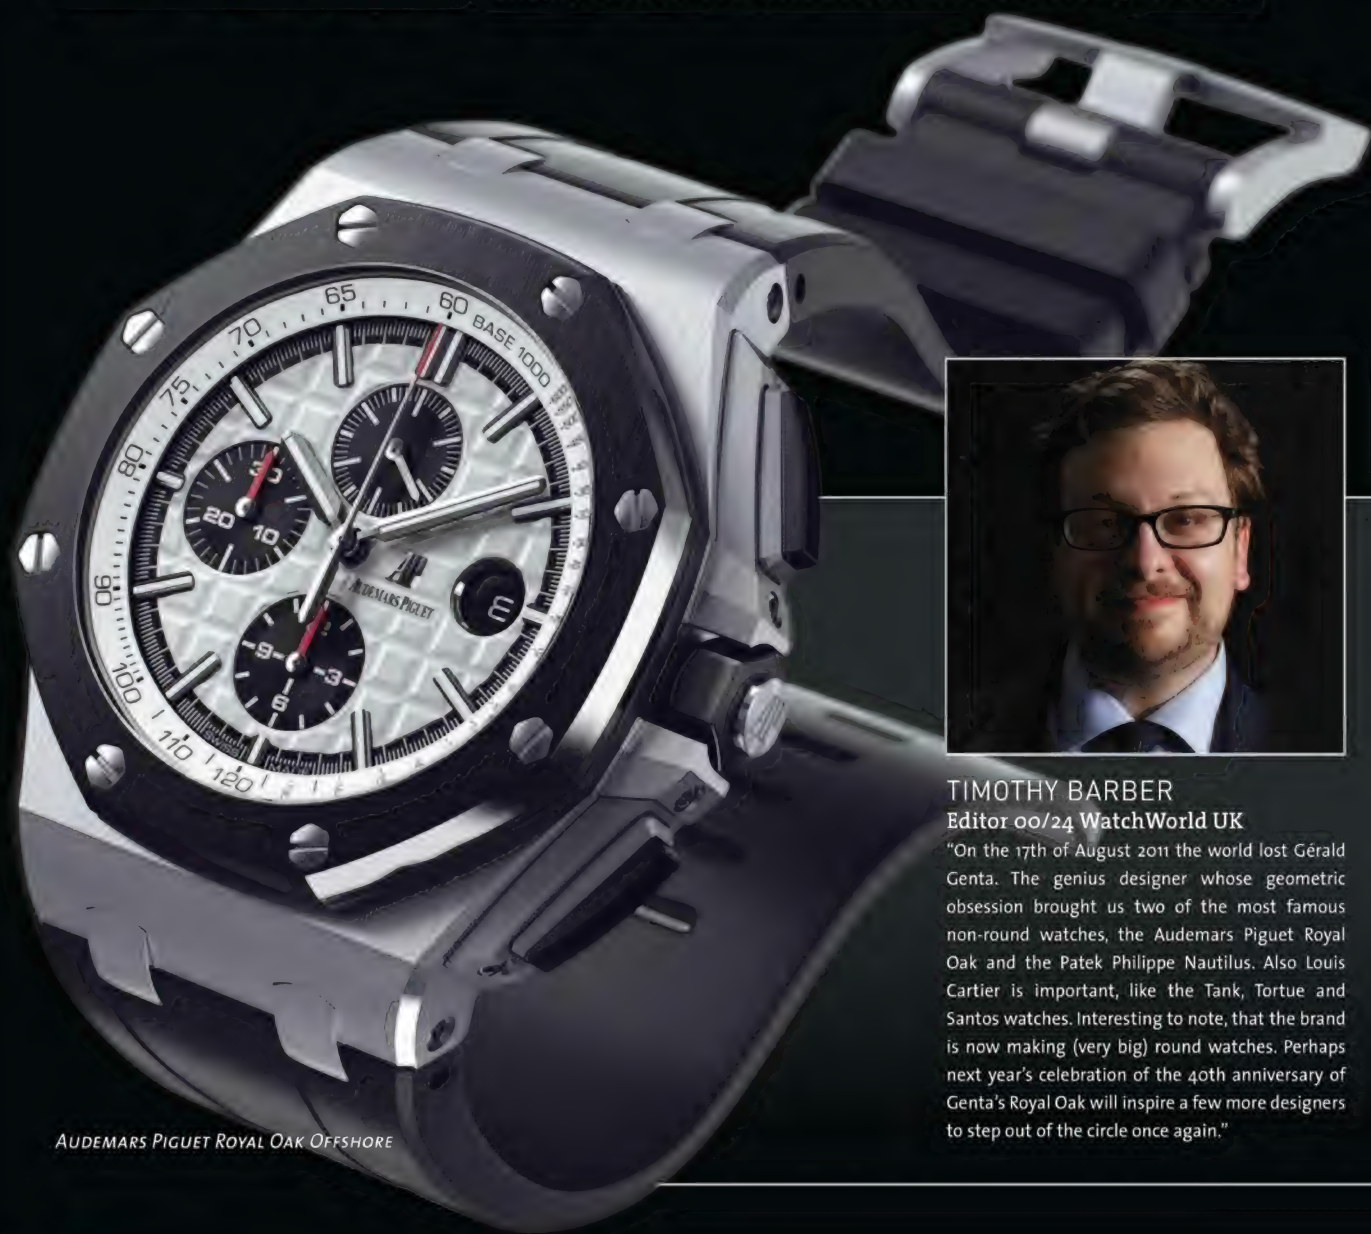 65
60
70
BASE 1000
75
80
30
20
10
90
AP
AUDEMARS PIGUET
3
100
9
3
6
110
120
SWISS
TIMOTHY BARBER
Editor 00/24 WatchWorld UK
“On the 17th of August 2011 the world lost Gérald
Genta. The genius designer whose geometric
obsession brought us two of the most famous
non-round watches, the Audemars Piguet Royal
Oak and the Patek Philippe Nautilus. Also Louis
Cartier is important, like the Tank, Tortue and
Santos watches. Interesting to note, that the brand
is now making (very big) round watches. Perhaps
next year’s celebration of the 40th anniversary of
Genta’s Royal Oak will inspire a few more designers
to step out of the circle once again.”
AUDEMARS PIGUET ROYAL OAK OFFSHORE